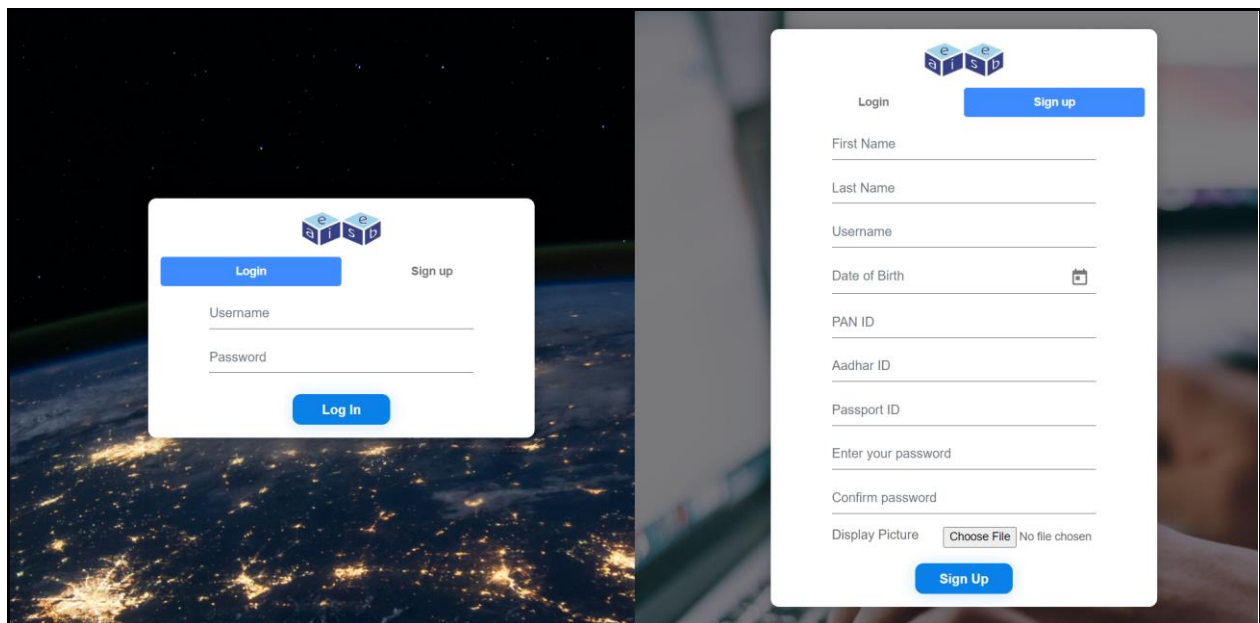 e e
a i s b
Login Sign up
Username
Password
Log In
e e
a i s b
Login Sign up
First Name
Last Name
Username
Date of Birth
PAN ID
Aadhar ID
Passport ID
Enter your password
Confirm password
Display Picture Choose File No file chosen
Sign Up